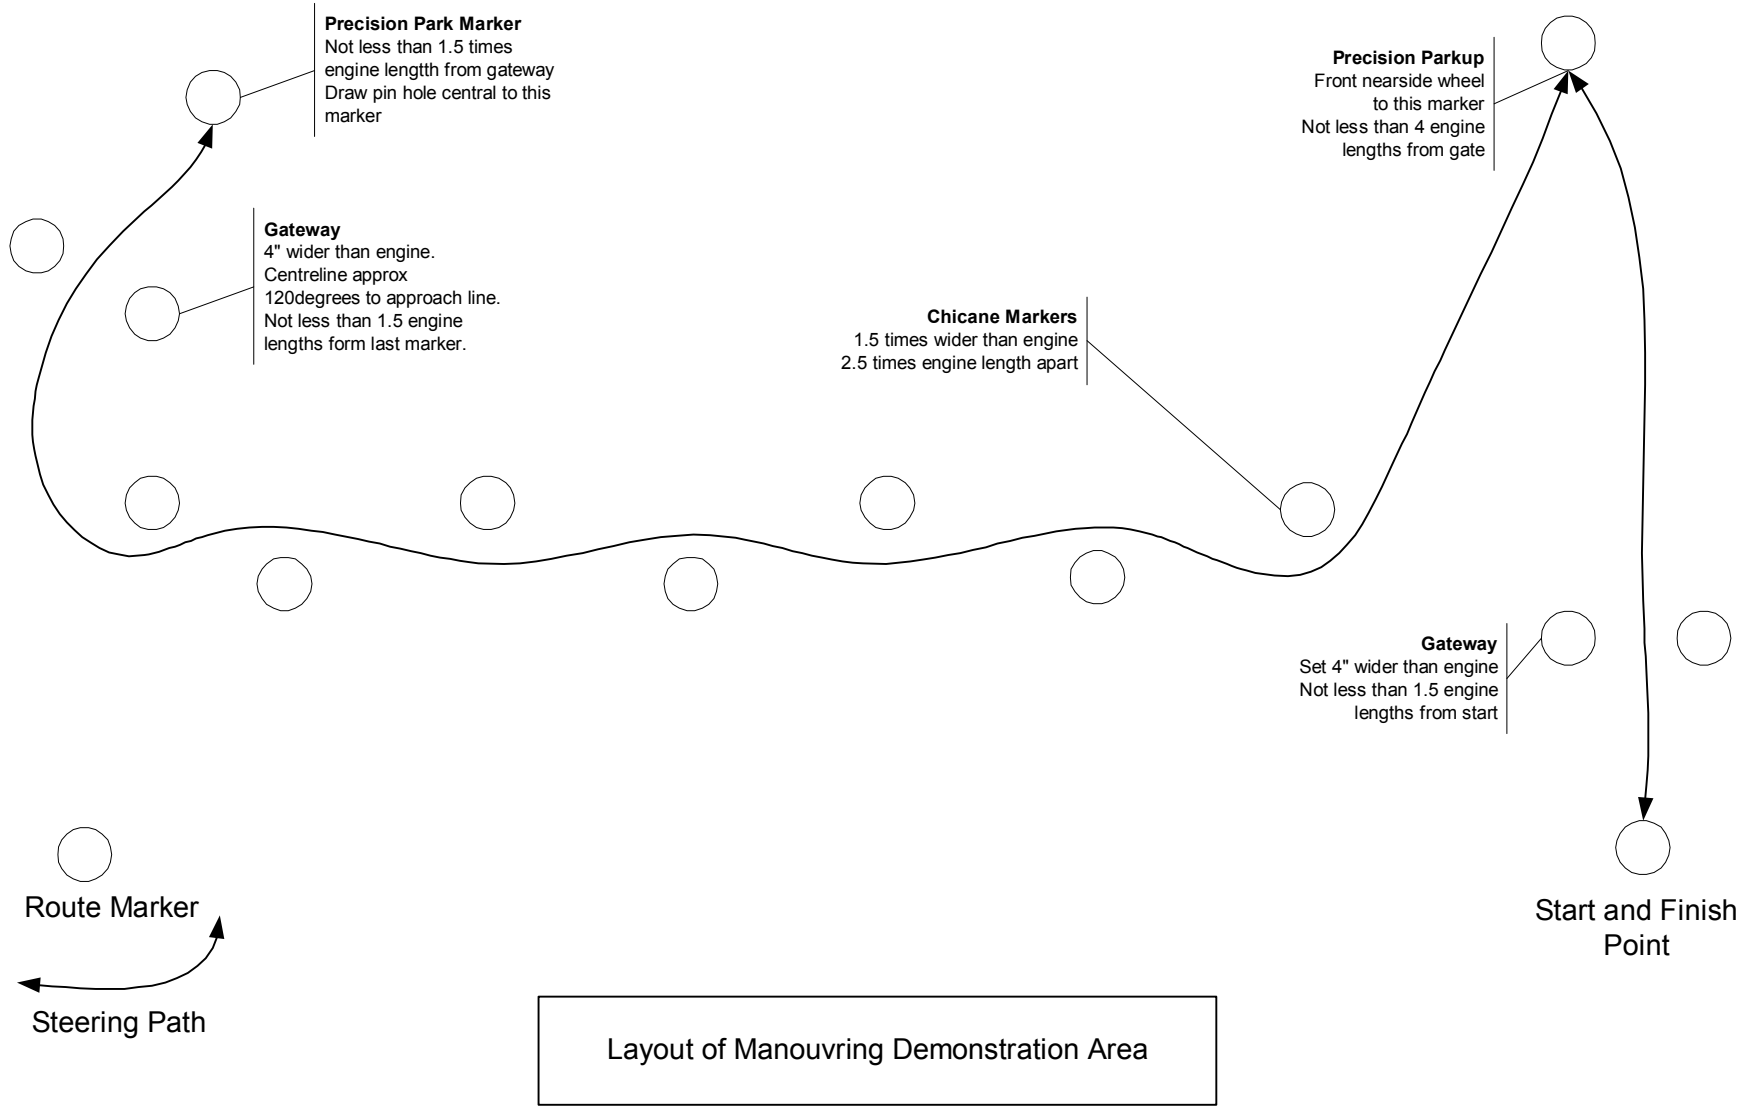 Precision Park Marker
Not less than 1.5 times
engine lengtth from gateway
Draw pin hole central to this
marker
Precision Parkup
Front nearside wheel
to this marker
Not less than 4 engine
lengths from gate
Gateway
4" wider than engine.
Centreline approx
120degrees to approach line.
Not less than 1.5 engine
lengths form last marker.
Chicane Markers
1.5 times wider than engine
2.5 times engine length apart
Gateway
Set 4" wider than engine
Not less than 1.5 engine
lengths from start
Route Marker
Steering Path
Start and Finish
Point
Layout of Manouvring Demonstration Area